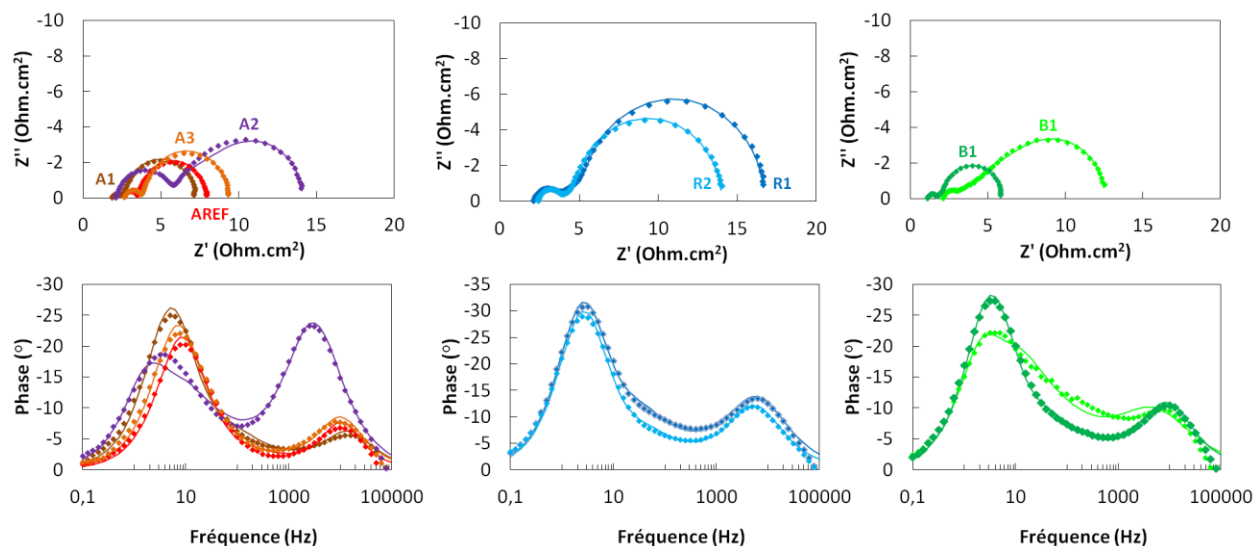 -10
-8
-6
-4
-2
0
Z'' (Ohm.cm²)
A1
A3
A2
AREF
0 5 10 15 20
Z' (Ohm.cm²)
-10
-8
-6
-4
-2
0
Z'' (Ohm.cm²)
R2
R1
0 5 10 15 20
Z' (Ohm.cm²)
-10
-8
-6
-4
-2
0
Z'' (Ohm.cm²)
B1
B1
0 5 10 15 20
Z' (Ohm.cm²)
-30
-25
-20
-15
-10
-5
0
Phase (°)
0,1 10 1000 100000
Fréquence (Hz)
-35
-30
-25
-20
-15
-10
-5
0
Phase (°)
0,1 10 1000 100000
Fréquence (Hz)
-30
-25
-20
-15
-10
-5
0
Phase (°)
0,1 10 1000 100000
Fréquence (Hz)